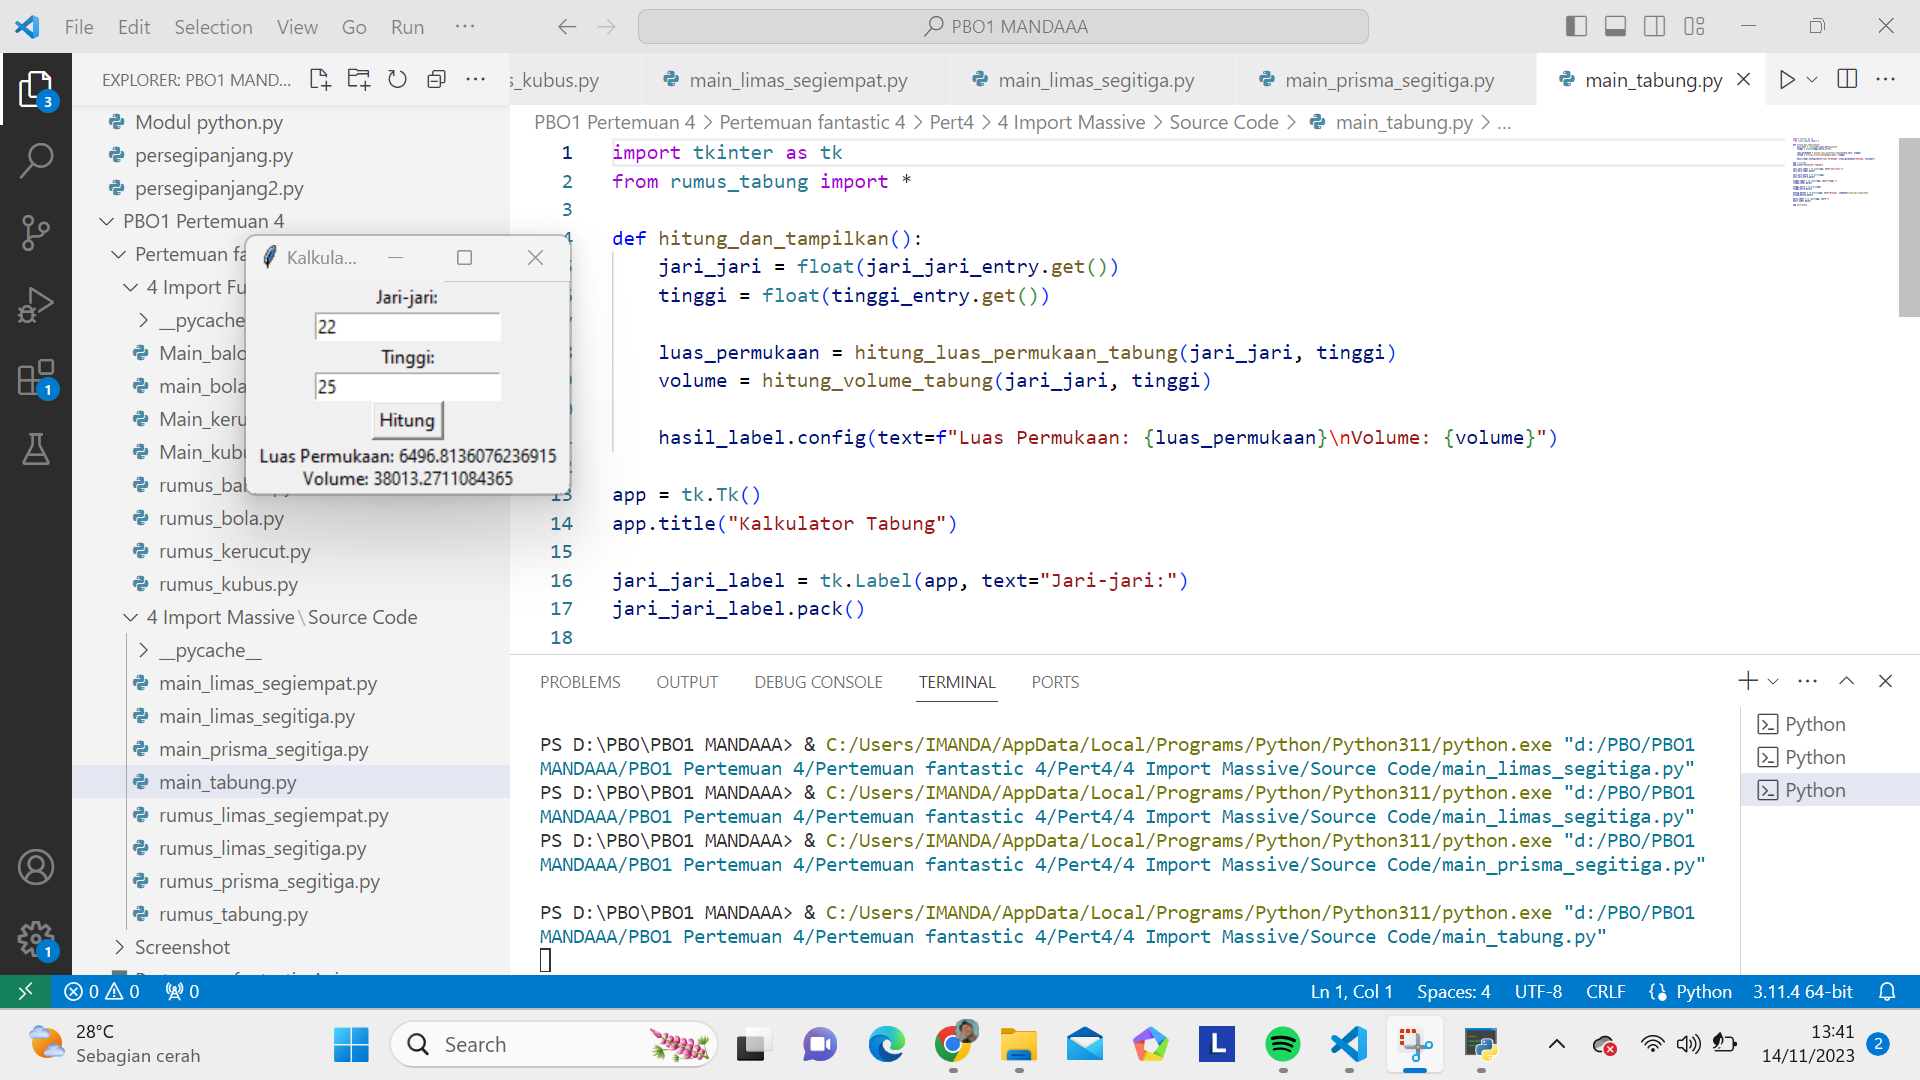 File Edit Selection View Go Run ... PBO1 MANDAAA
EXPLORER: PBO1 MAND...
3
Modul python.py
persegipanjang.py
persegipanjang2.py
PBO1 Pertemuan 4
Pertemuan fa
4 Import Fu
__pycache
Main_balo
main_bola
Main_keru
Main_kubu
rumus_bal
rumus_bola.py
rumus_kerucut.py
rumus_kubus.py
4 Import Massive\Source Code
__pycache__
main_limas_segiempat.py
main_limas_segitiga.py
main_prisma_segitiga.py
main_tabung.py
rumus_limas_segiempat.py
rumus_limas_segitiga.py
rumus_prisma_segitiga.py
rumus_tabung.py
Screenshot
1
1
Kalkula...
Jari-jari:
22
Tinggi:
25
Hitung
Luas Permukaan: 6496.8136076236915
Volume: 38013.2711084365
s_kubus.py main_limas_segiempat.py main_limas_segitiga.py main_prisma_segitiga.py main_tabung.py
PBO1 Pertemuan 4 > Pertemuan fantastic 4 > Pert4 > 4 Import Massive > Source Code > main_tabung.py > ...
1 import tkinter as tk
2 from rumus_tabung import *
3
4 def hitung_dan_tampilkan():
jari_jari = float(jari_jari_entry.get())
tinggi = float(tinggi_entry.get())
luas_permukaan = hitung_luas_permukaan_tabung(jari_jari, tinggi)
volume = hitung_volume_tabung(jari_jari, tinggi)
hasil_label.config(text=f"Luas Permukaan: {luas_permukaan}\nVolume: {volume}")
13 app = tk.Tk()
14 app.title("Kalkulator Tabung")
15
16 jari_jari_label = tk.Label(app, text="Jari-jari:")
17 jari_jari_label.pack()
18
PROBLEMS OUTPUT DEBUG CONSOLE TERMINAL PORTS
PS D:\PBO\PBO1 MANDAAA> & C:/Users/IMANDA/AppData/Local/Programs/Python/Python311/python.exe "d:/PBO/PBO1
MANDAAA/PBO1 Pertemuan 4/Pertemuan fantastic 4/Pert4/4 Import Massive/Source Code/main_limas_segitiga.py"
PS D:\PBO\PBO1 MANDAAA> & C:/Users/IMANDA/AppData/Local/Programs/Python/Python311/python.exe "d:/PBO/PBO1
MANDAAA/PBO1 Pertemuan 4/Pertemuan fantastic 4/Pert4/4 Import Massive/Source Code/main_limas_segitiga.py"
PS D:\PBO\PBO1 MANDAAA> & C:/Users/IMANDA/AppData/Local/Programs/Python/Python311/python.exe "d:/PBO/PBO1
MANDAAA/PBO1 Pertemuan 4/Pertemuan fantastic 4/Pert4/4 Import Massive/Source Code/main_prisma_segitiga.py"
PS D:\PBO\PBO1 MANDAAA> & C:/Users/IMANDA/AppData/Local/Programs/Python/Python311/python.exe "d:/PBO/PBO1
MANDAAA/PBO1 Pertemuan 4/Pertemuan fantastic 4/Pert4/4 Import Massive/Source Code/main_tabung.py"
Python
Python
Python
0 0 0 Ln 1, Col 1 Spaces: 4 UTF-8 CRLF Python 3.11.4 64-bit
28°C
Sebagian cerah
Search
L
13:41
14/11/2023
2